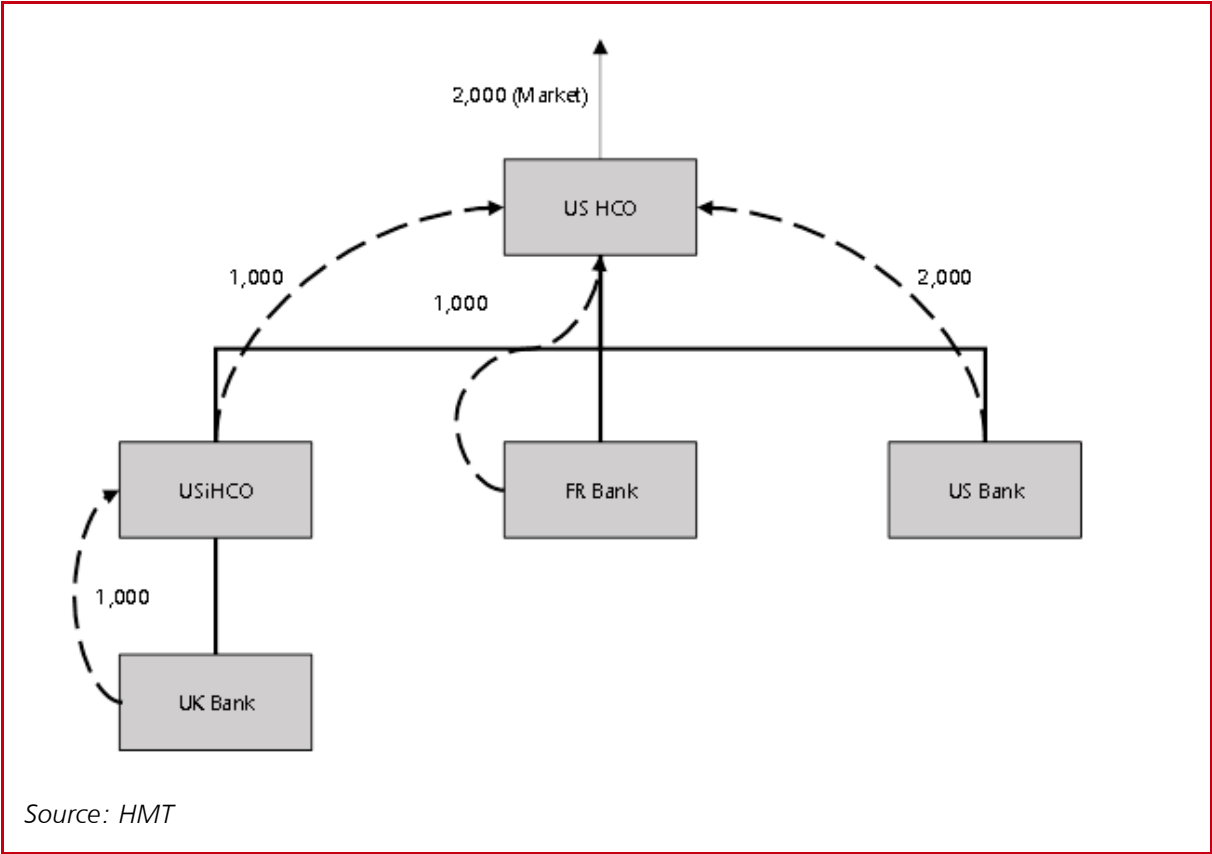 2,000 (Market)
US HCO
1,000
1,000
2,000
USiHCO
FR Bank
US Bank
1,000
UK Bank
Source: HMT